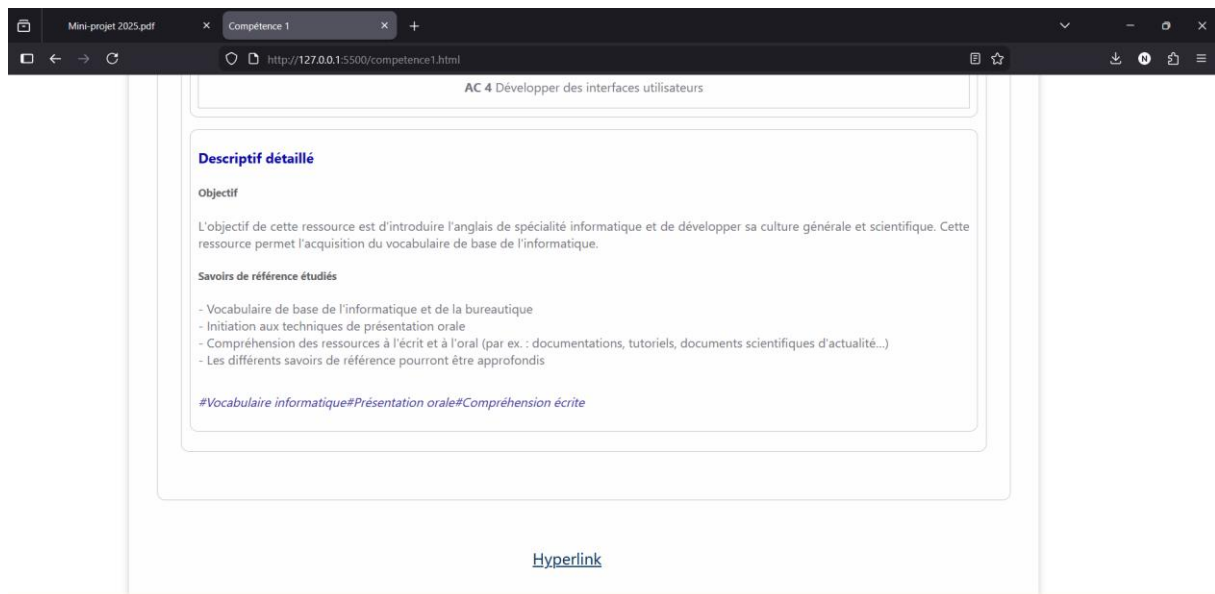 Mini-projet 2025.pdf
Compétence 1
http://127.0.0.1:5500/competence1.html
N
AC 4 Développer des interfaces utilisateurs
Descriptif détaillé
Objectif
L'objectif de cette ressource est d'introduire l'anglais de spécialité informatique et de développer sa culture générale et scientifique. Cette
ressource permet l'acquisition du vocabulaire de base de l'informatique.
Savoirs de référence étudiés
- Vocabulaire de base de l'informatique et de la bureautique
- Initiation aux techniques de présentation orale
- Compréhension des ressources à l'écrit et à l'oral (par ex. : documentations, tutoriels, documents scientifiques d'actualité...)
- Les différents savoirs de référence pourront être approfondis
#Vocabulaire informatique#Présentation orale#Compréhension écrite
Hyperlink